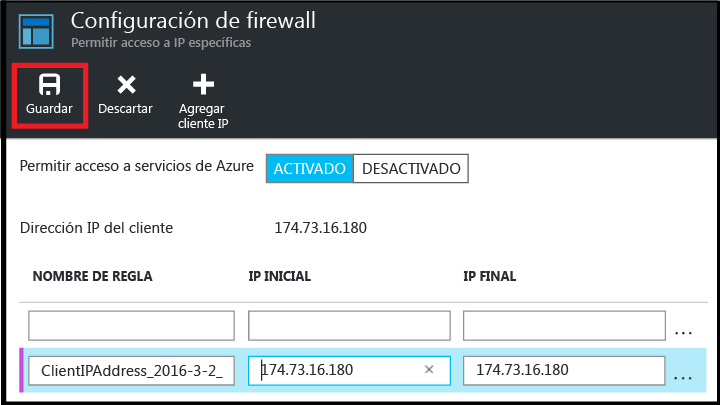 Configuración de firewall
Permitir acceso a IP específicas
Guardar Descartar Agregar
cliente IP
Permitir acceso a servicios de Azure ACTIVADO DESACTIVADO
Dirección IP del cliente 174.73.16.180
NOMBRE DE REGLA IP INICIAL IP FINAL
...
ClientIPAddress_2016-3-2_ 174.73.16.180 × 174.73.16.180 ...